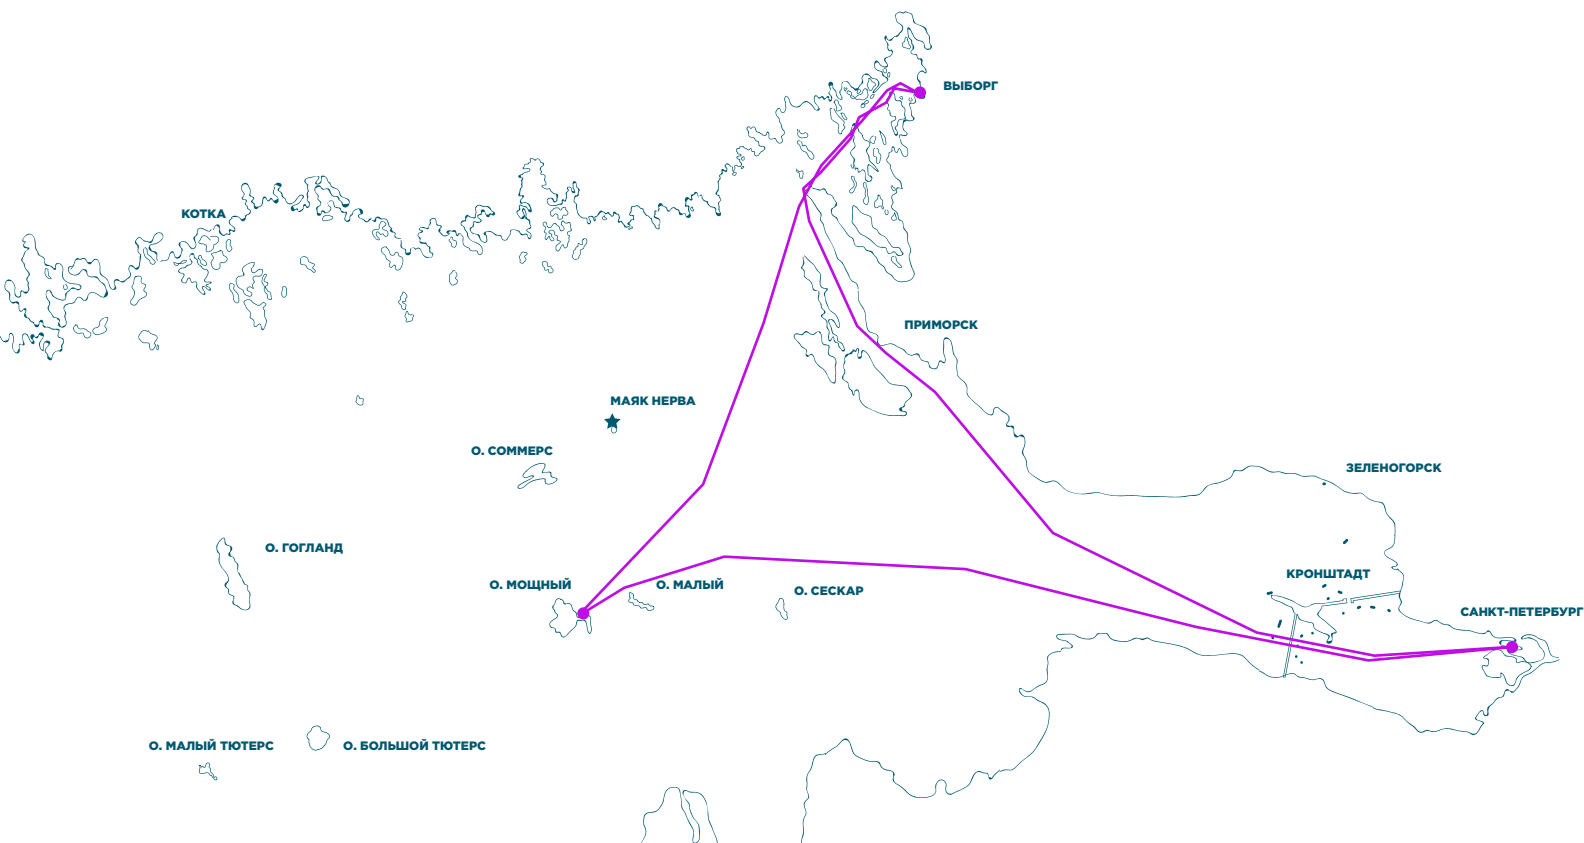 ВЫБОРГ
КОТКА
ПРИМОРСК
МАЯК НЕРВА
О. СОММЕРС
ЗЕЛЕНОГОРСК
О. ГОГЛАНД
КРОНШТАДТ
О. МОЩНЫЙ
О. МАЛЫЙ
О. СЕСКАР
САНКТ-ПЕТЕРБУРГ
О. МАЛЫЙ ТЮТЕРС
О. БОЛЬШОЙ ТЮТЕРС